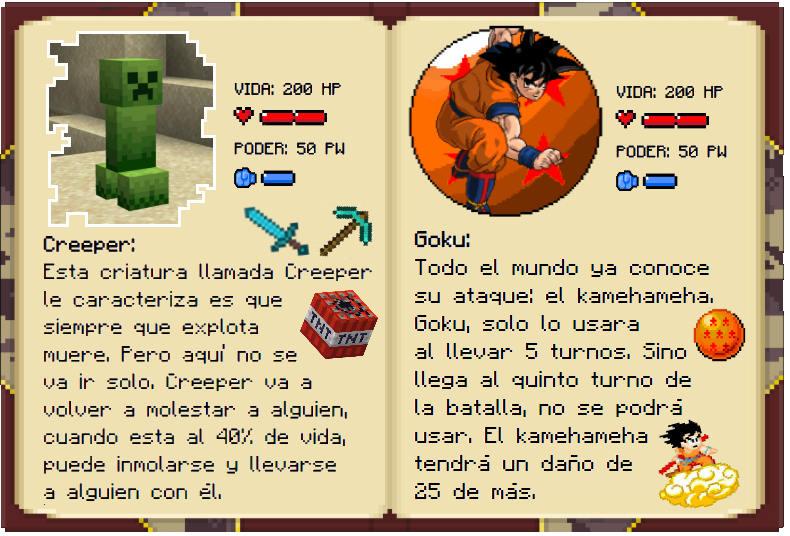 VIDA: 200 HP
PODER: 50 PW
Creeper:
Esta criatura llamada Creeper
le caracteriza es que
siempre que explota
muere. Pero aquí no se
va ir solo. Creeper va a
volver a molestar a alguien,
cuando esta al 40% de vida,
puede inmolarse y llevarse
a alguien con él.
TNT TNT
VIDA: 200 HP
PODER: 50 PW
Goku:
Todo el mundo ya conoce
su ataque: el kamehameha.
Goku, solo lo usara
al llevar 5 turnos. Sino
llega al quinto turno de
la batalla, no se podrá
usar. El kamehameha
tendrá un daño de
25 de más.